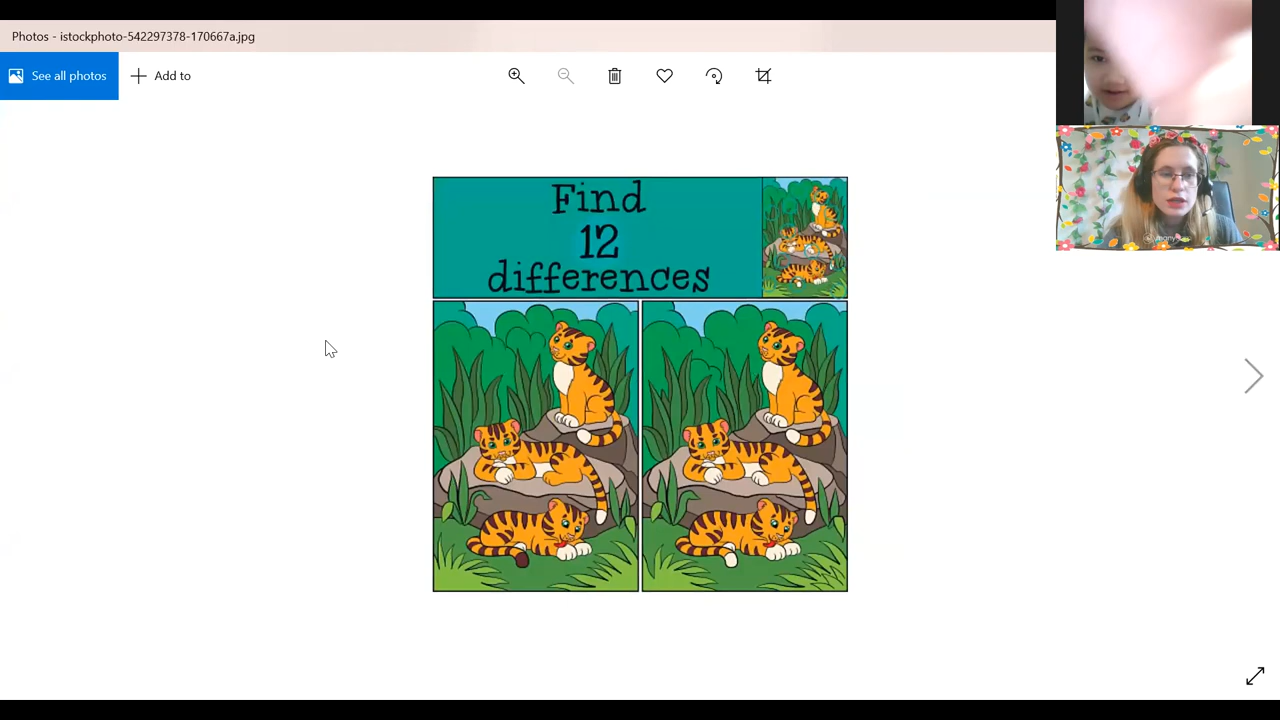 Photos - istockphoto-542297378-170667a.jpg
See all photos
Add to
Find
12
differences